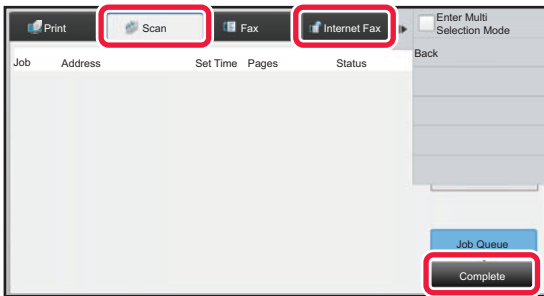 Print Scan Fax Internet Fax
Enter Multi
Selection Mode
Back
Job Address Set Time Pages Status
Job Queue
Complete